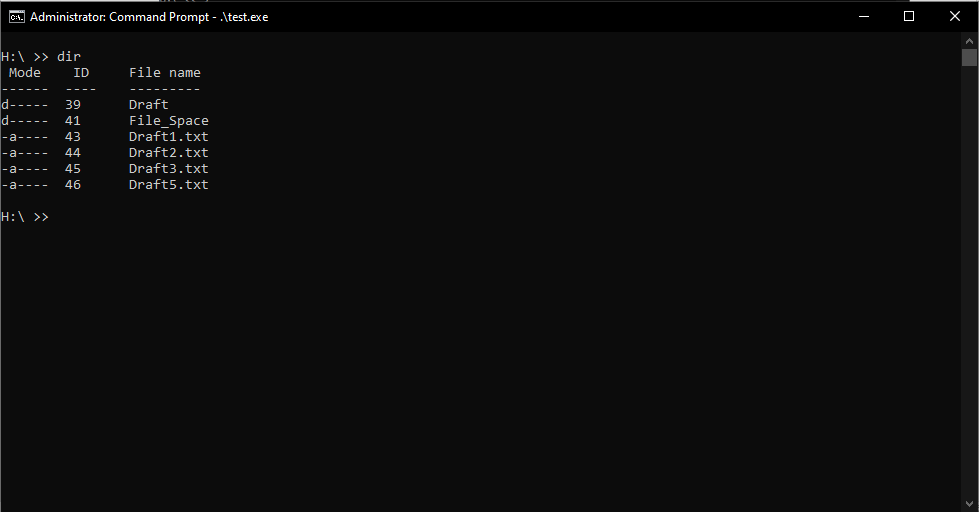 Administrator: Command Prompt - .\test.exe
H:\ >> dir
 Mode    ID     File name
------  ----    ---------
d-----  39      Draft
d-----  41      File_Space
-a----  43      Draft1.txt
-a----  44      Draft2.txt
-a----  45      Draft3.txt
-a----  46      Draft5.txt
H:\ >>